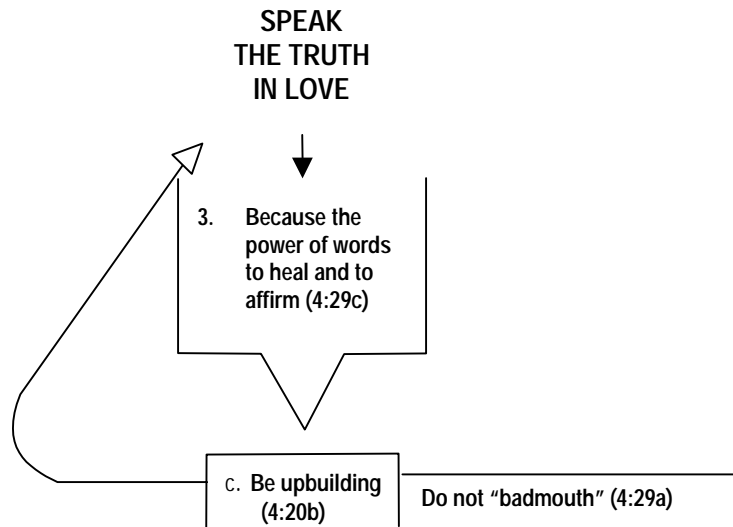 SPEAK
THE TRUTH
IN LOVE
3. Because the
power of words
to heal and to
affirm (4:29c)
c. Be upbuilding
(4:20b)
Do not “badmouth” (4:29a)